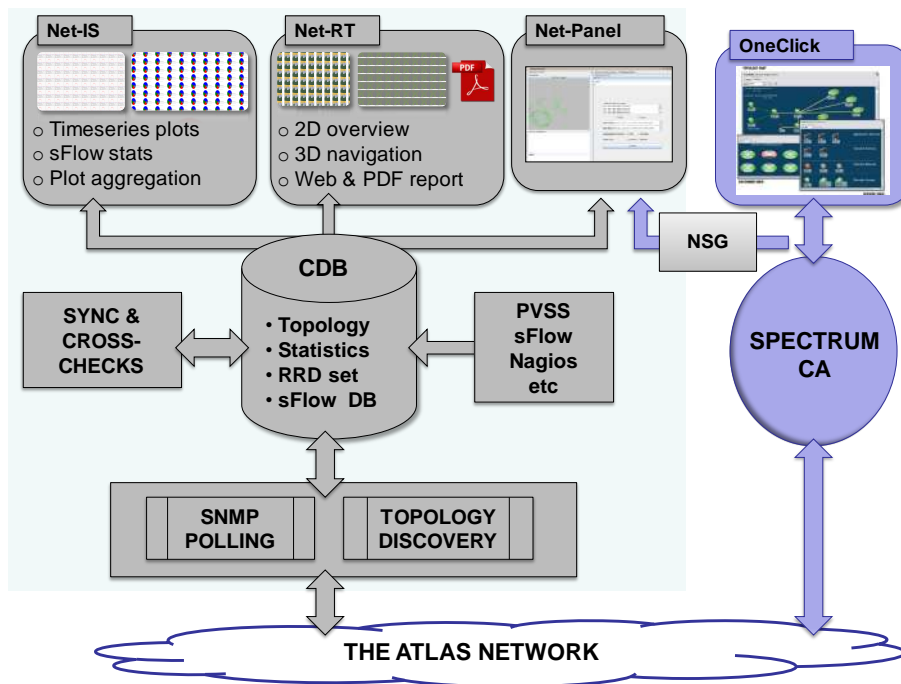 Net-IS
Net-RT
Net-Panel
OneClick
PDF
o Timeseries plots
o sFlow stats
o Plot aggregation
o 2D overview
o 3D navigation
o Web & PDF report
NSG
CDB
• Topology
• Statistics
• RRD set
• sFlow DB
SYNC &
CROSS-
CHECKS
PVSS
sFlow
Nagios
etc
SPECTRUM
CA
SNMP
POLLING
TOPOLOGY
DISCOVERY
THE ATLAS NETWORK